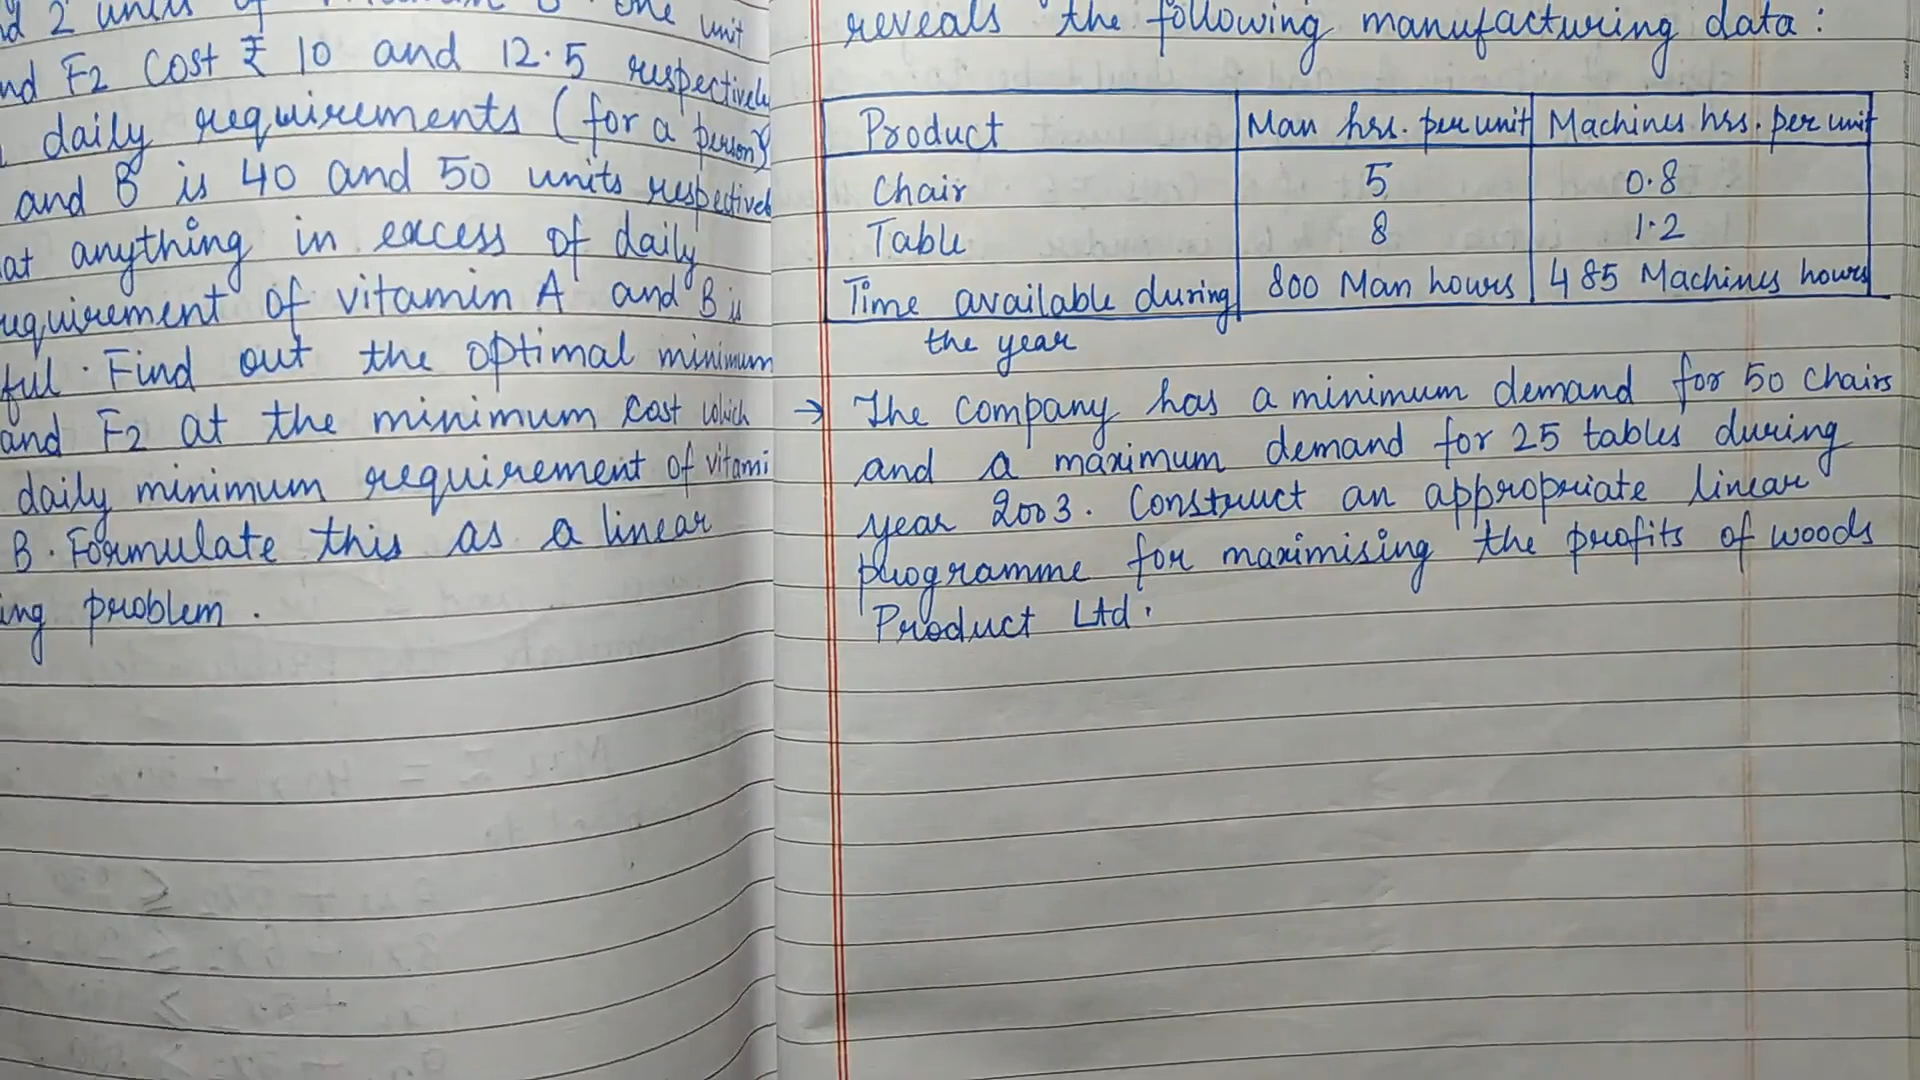 d 2 units of one unit
nd F2 cost ₹ 10 and 12.5 respectively
daily requirements (for a person)
and B is 40 and 50 units respectivel
at anything in excess of daily
equirement of vitamin A and B is
ful. Find out the optimal minimum
and F2 at the minimum cost which
daily minimum requirement of vitami
B. Formulate this as a linear
ing problem.
reveals the following manufacturing data:
Product Man hrs. per unit Machines hrs. per unit
Chair 5 0.8
Table 8 1.2
Time available during 800 Man hours 485 Machines hours
the year
→ The company has a minimum demand for 50 chairs
and a maximum demand for 25 tables during
year 2003. Construct an appropriate linear
programme for maximising the profits of woods
Product Ltd.